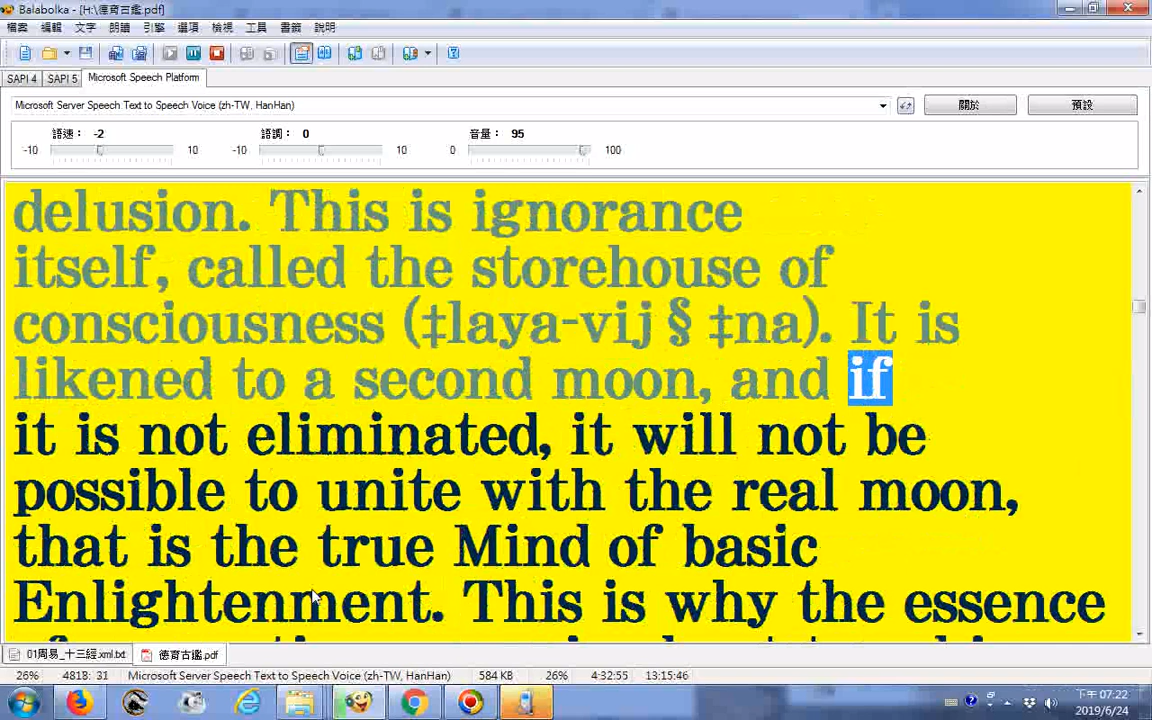 Balabolka - [H:\德育古鑑.pdf]
檔案 編輯 文字 朗讀 引擎 選項 檢視 工具 書籤 說明
SAPI 4 SAPI 5 Microsoft Speech Platform
Microsoft Server Speech Text to Speech Voice (zh-TW, HanHan)
關於 預設
語速： -2 語調： 0 音量： 95
-10 10 -10 10 0 100
delusion. This is ignorance
itself, called the storehouse of
consciousness (‡laya-vij§‡na). It is
likened to a second moon, and if
it is not eliminated, it will not be
possible to unite with the real moon,
that is the true Mind of basic
Enlightenment. This is why the essence
01周易_十三經.xml.txt 德育古鑑.pdf
26% 4818: 31 Microsoft Server Speech Text to Speech Voice (zh-TW, HanHan) 584 KB 26% 4:32:55 13:15:46
下午 07:22
2019/6/24